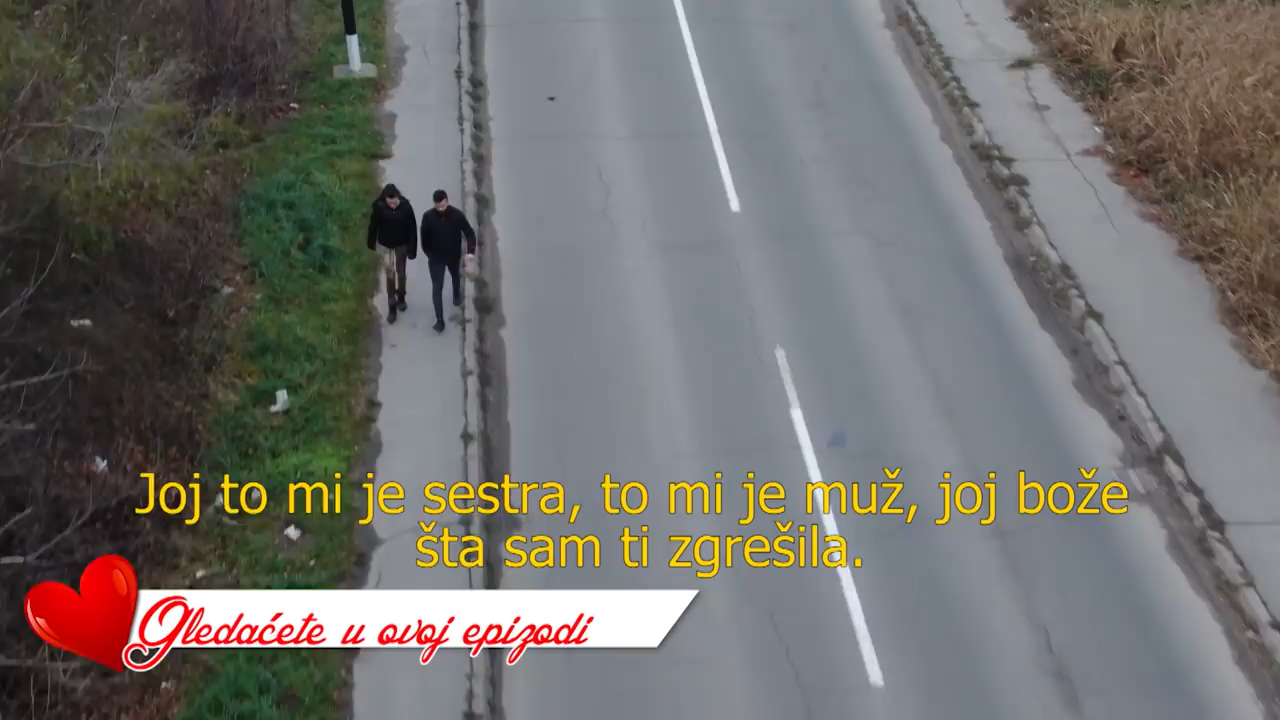 Joj to mi je sestra, to mi je muž, joj bože
šta sam ti zgrešila.
Gledaćete u ovoj epizodi